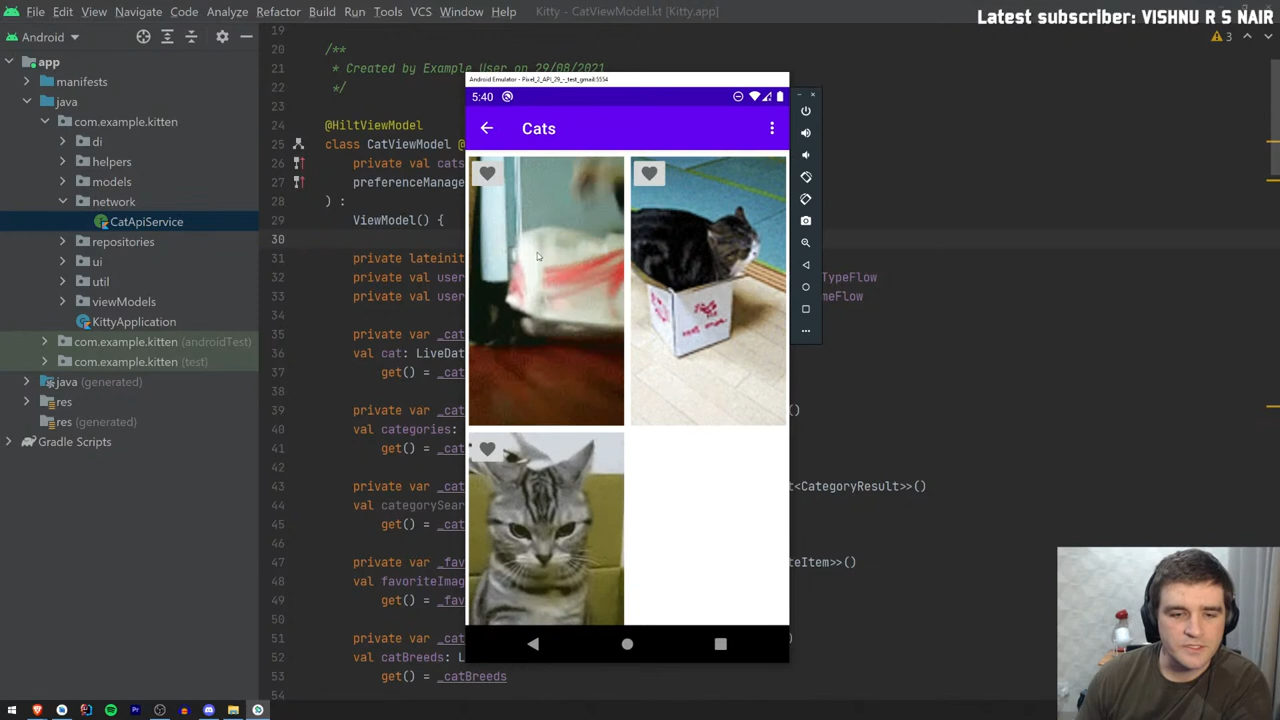 File Edit View Navigate Code Analyze Refactor Build Run Tools VCS Window Help Kitty - CatViewModel.kt [Kitty.app]
Latest subscriber: VISHNU R S NAIR
Android
3
app
manifests
java
com.example.kitten
di
helpers
models
network
CatApiService
repositories
ui
util
viewModels
KittyApplication
com.example.kitten (androidTest)
com.example.kitten (test)
java (generated)
res
res (generated)
Gradle Scripts
19
20 /**
21 * Created by Example User on 29/08/2021
22 */
23
24 @HiltViewModel
25 class CatViewModel @
26 private val cats
27 preferenceManage
28 ) :
29 ViewModel() {
30
31 private lateinit
32 private val user TypeFlow
33 private val user meFlow
34
35 private var _cat
36 val cat: LiveDat
37 get() = _cat
38
39 private var _cat ()
40 val categories:
41 get() = _cat
42
43 private var _cat t<CategoryResult>>()
44 val categorySear
45 get() = _cat
46
47 private var _fav teItem>>()
48 val favoriteImag
49 get() = _fav
50
51 private var _cat )
52 val catBreeds: L
53 get() = _catBreeds
54
Android Emulator - Pixel_2_API_29_-_test_gmail:5554
5:40
Cats